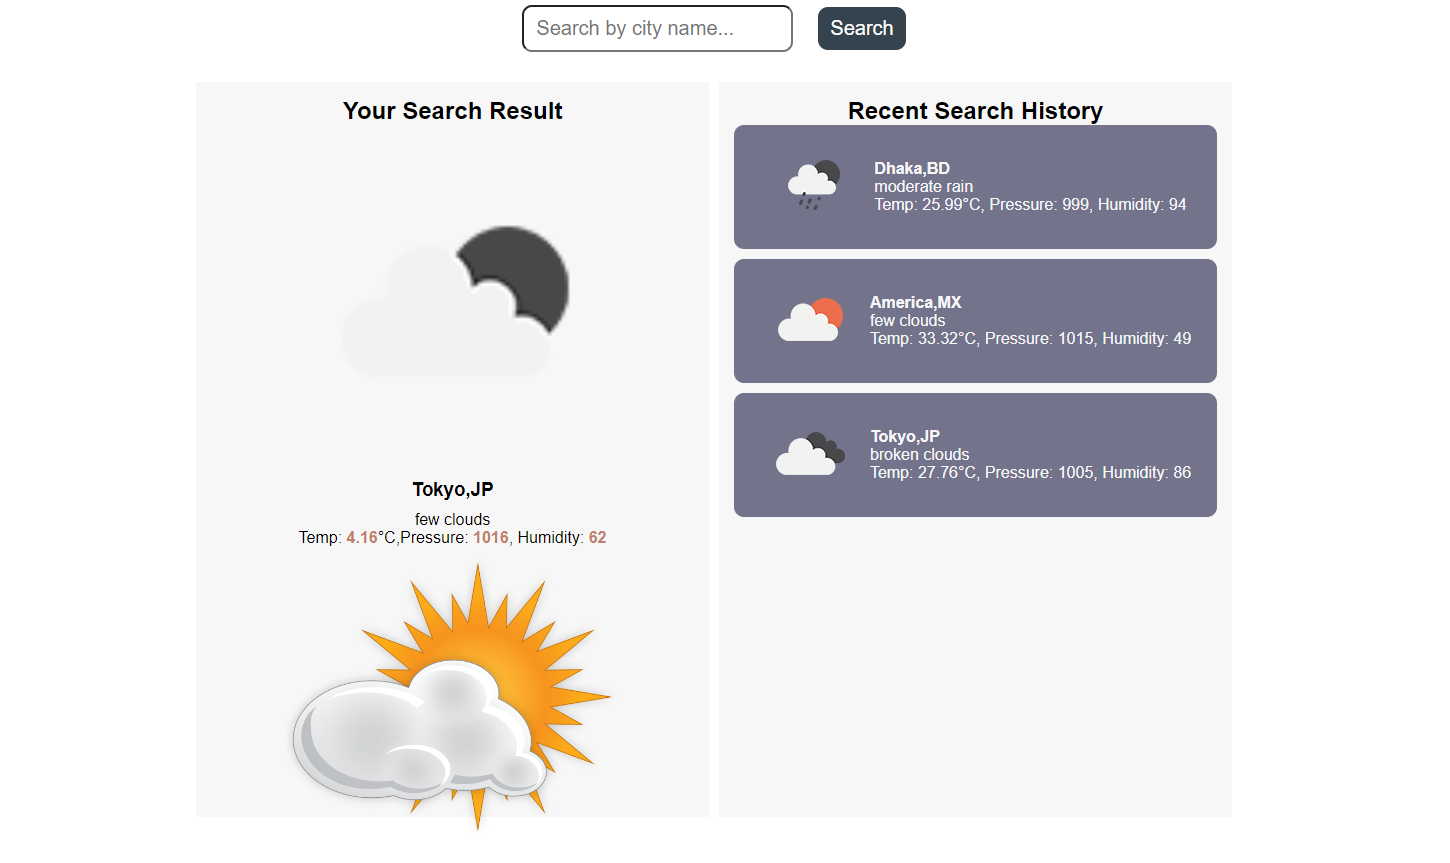 Search by city name...
Search
Your Search Result
Tokyo,JP
few clouds
Temp: 4.16°C,Pressure: 1016, Humidity: 62
Recent Search History
Dhaka,BD
moderate rain
Temp: 25.99°C, Pressure: 999, Humidity: 94
America,MX
few clouds
Temp: 33.32°C, Pressure: 1015, Humidity: 49
Tokyo,JP
broken clouds
Temp: 27.76°C, Pressure: 1005, Humidity: 86